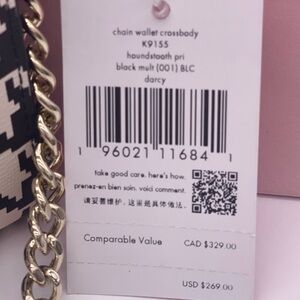 chain wallet crossbody
K9155
houndstooth pri
black mult (001) BLC
darcy
1 96021 11684 1
take good care. here's how.
prenez-en bien soin. voici comment.
请妥善维护。这里是具体做法。
Comparable Value CAD $329.00
USD $269.00